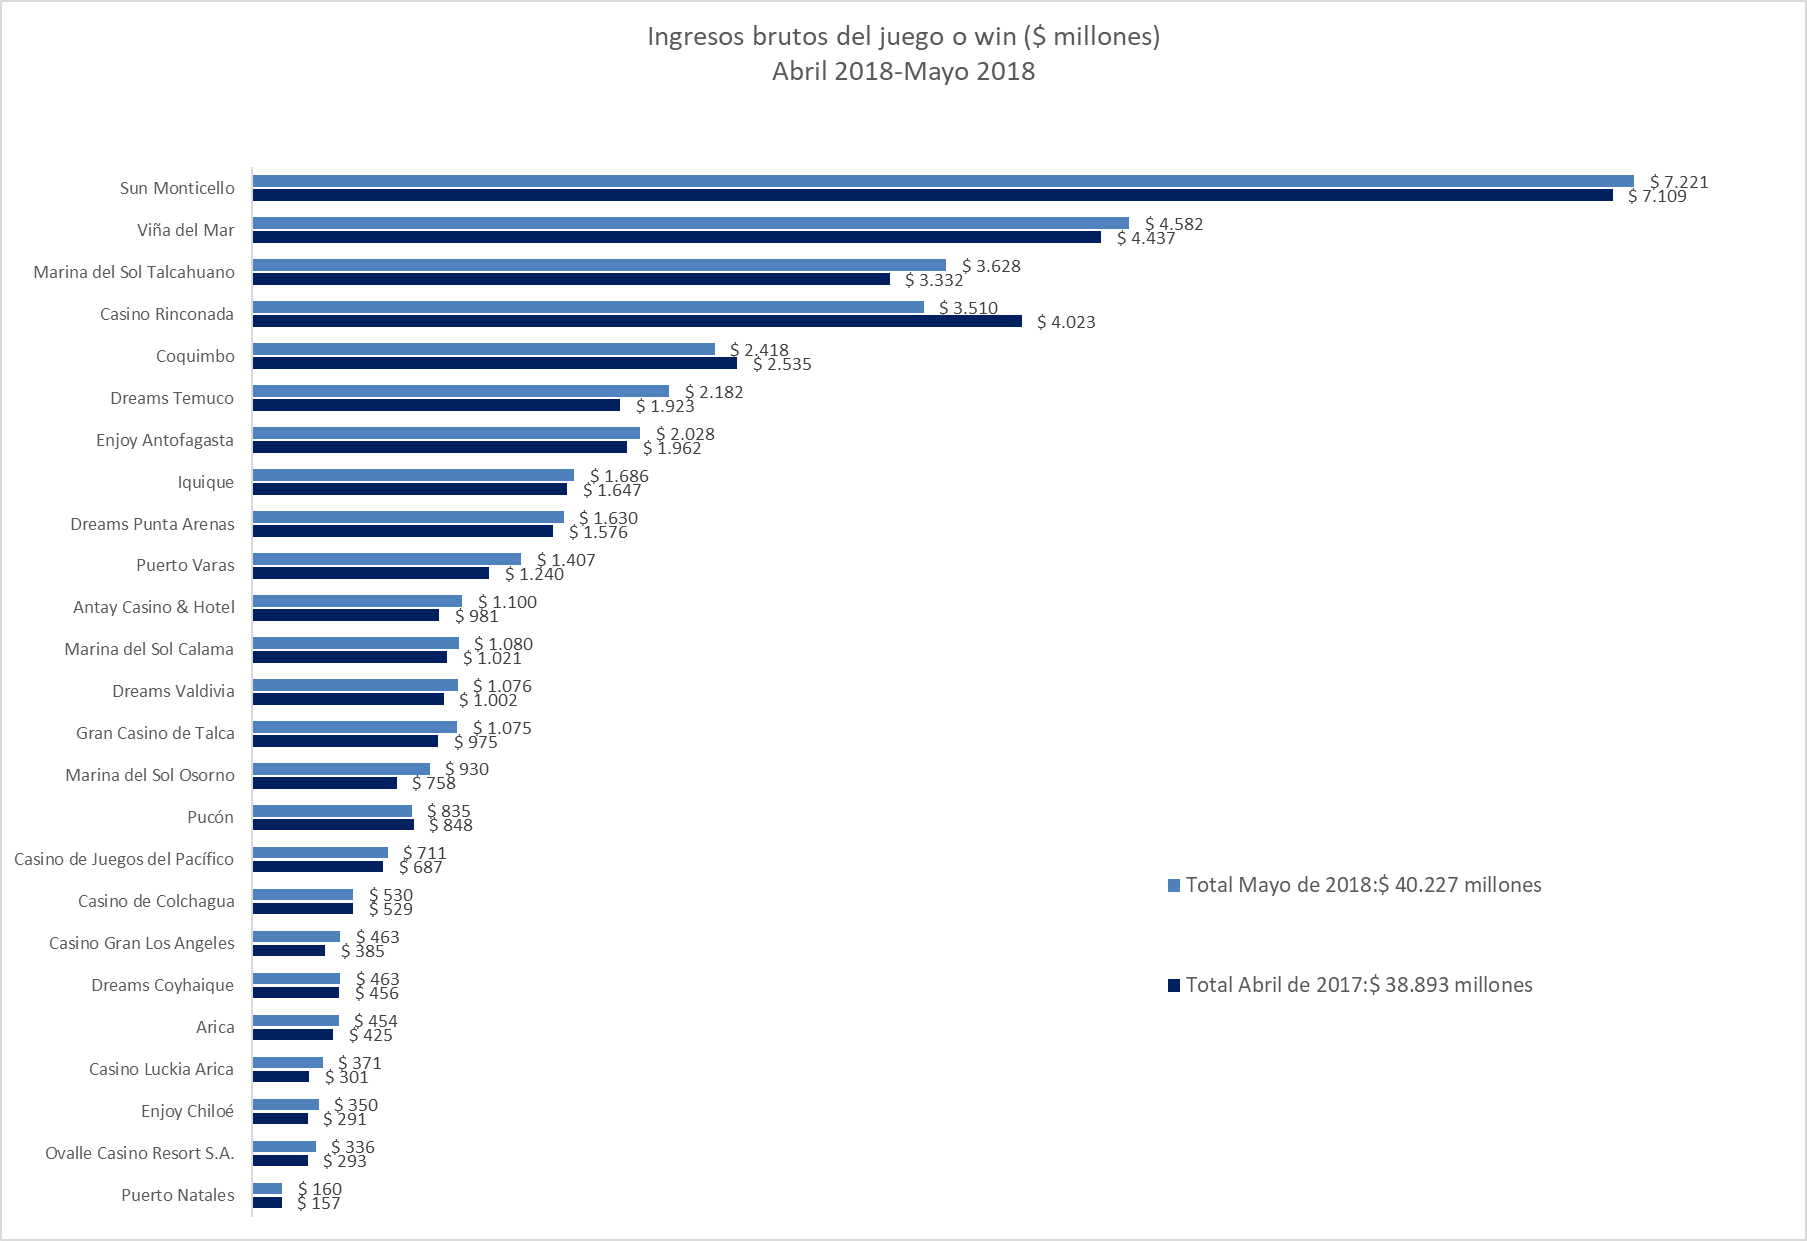 Ingresos brutos del juego o win ($ millones)
Abril 2018-Mayo 2018
Sun Monticello
$ 7.221
$ 7.109
Viña del Mar
$ 4.582
$ 4.437
Marina del Sol Talcahuano
$ 3.628
$ 3.332
Casino Rinconada
$ 3.510
$ 4.023
Coquimbo
$ 2.418
$ 2.535
Dreams Temuco
$ 2.182
$ 1.923
Enjoy Antofagasta
$ 2.028
$ 1.962
Iquique
$ 1.686
$ 1.647
Dreams Punta Arenas
$ 1.630
$ 1.576
Puerto Varas
$ 1.407
$ 1.240
Antay Casino & Hotel
$ 1.100
$ 981
Marina del Sol Calama
$ 1.080
$ 1.021
Dreams Valdivia
$ 1.076
$ 1.002
Gran Casino de Talca
$ 1.075
$ 975
Marina del Sol Osorno
$ 930
$ 758
Pucón
$ 835
$ 848
Casino de Juegos del Pacífico
$ 711
$ 687
Casino de Colchagua
$ 530
$ 529
Casino Gran Los Angeles
$ 463
$ 385
Dreams Coyhaique
$ 463
$ 456
Arica
$ 454
$ 425
Casino Luckia Arica
$ 371
$ 301
Enjoy Chiloé
$ 350
$ 291
Ovalle Casino Resort S.A.
$ 336
$ 293
Puerto Natales
$ 160
$ 157
Total Mayo de 2018:$ 40.227 millones
Total Abril de 2017:$ 38.893 millones